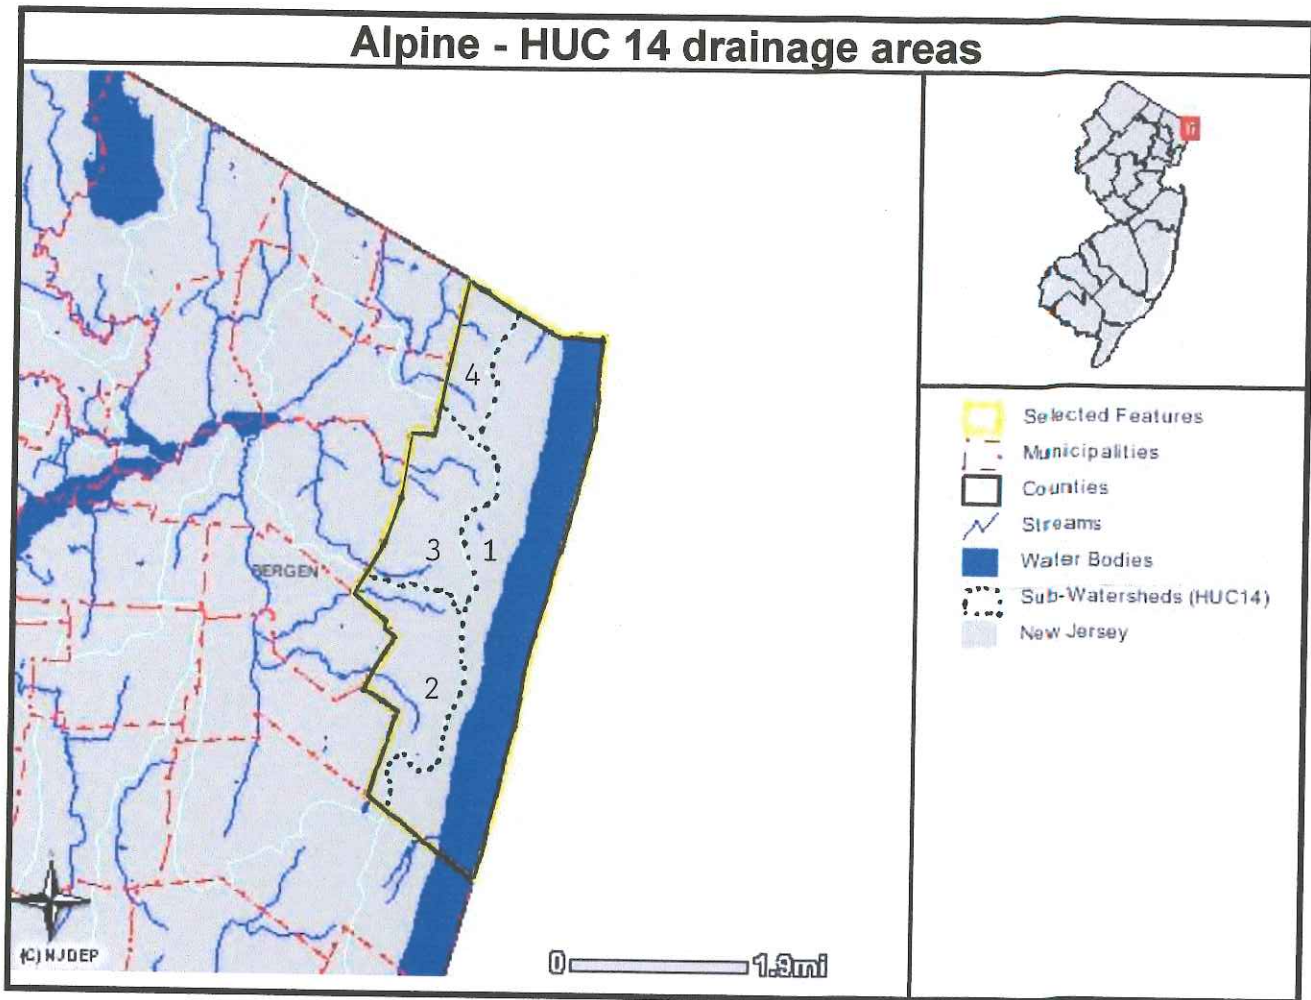 Alpine - HUC 14 drainage areas
4
3
1
BERGEN
2
(C) NJDEP
0
1.9mi
Selected Features
Municipalities
Counties
Streams
Water Bodies
Sub-Watersheds (HUC14)
New Jersey